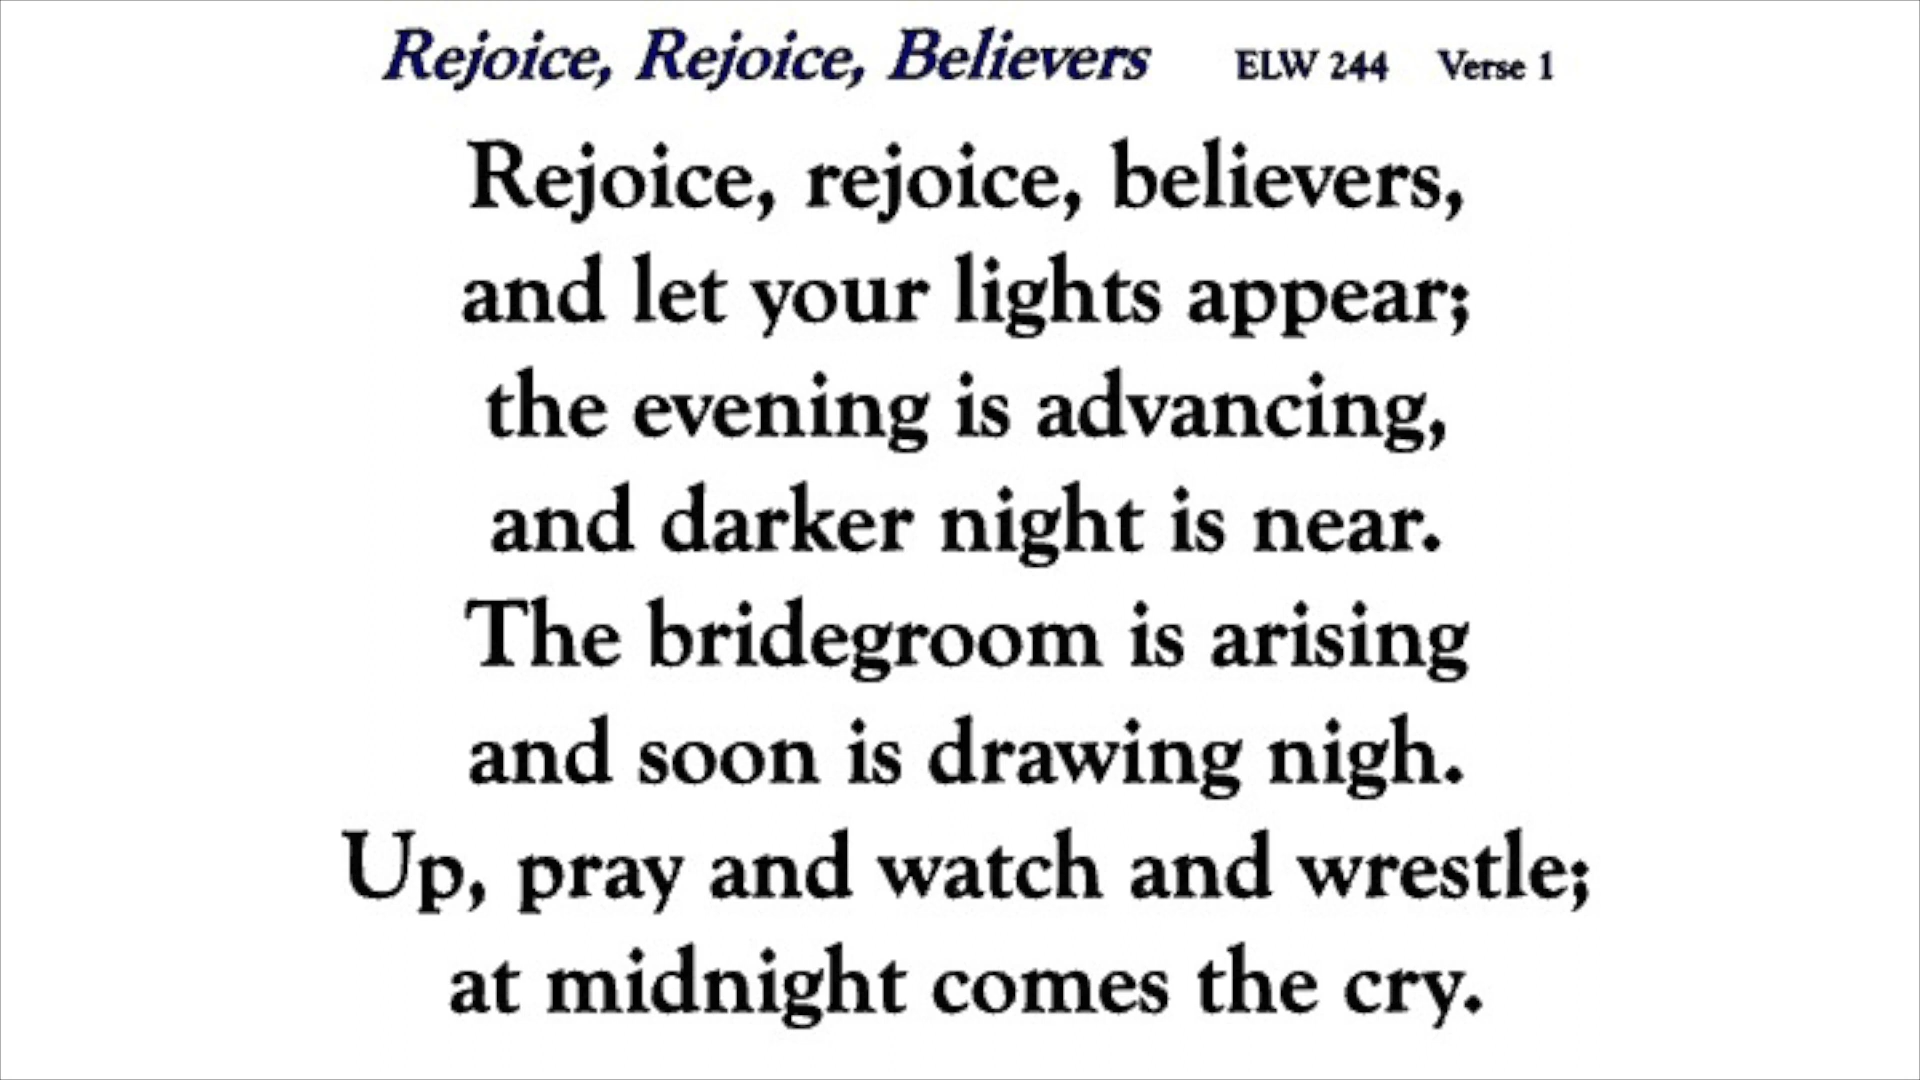 Rejoice, Rejoice, Believers ELW 244 Verse 1
Rejoice, rejoice, believers,
and let your lights appear;
the evening is advancing,
and darker night is near.
The bridegroom is arising
and soon is drawing nigh.
Up, pray and watch and wrestle;
at midnight comes the cry.